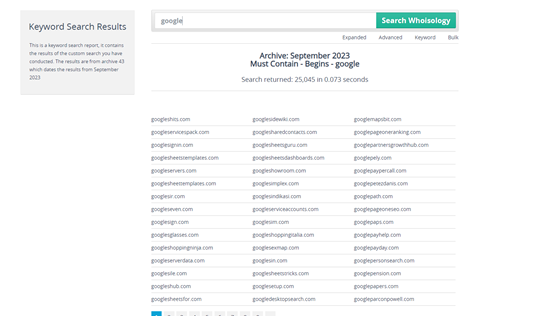 Keyword Search Results
This is a keyword search report, it contains
the results of the custom search you have
conducted. The results are from archive 43
which dates the results from September
2023
google
Search Whoisology
Expanded Advanced Keyword Bulk
Archive: September 2023
Must Contain - Begins - google
Search returned: 25,045 in 0.073 seconds
googleshits.com googlesidewiki.com googlemapsbit.com
googleservicespack.com googlesharedcontacts.com googlepageoneranking.com
googlesignin.com googlesheetsguru.com googlepartnersgrowthhub.com
googlesheetstemplates.com googlesheetsdashboards.com googlepely.com
googleservers.com googleshowroom.com googlepaypercall.com
googlesheettemplates.com googlesimplex.com googlepetezdanis.com
googlesir.com googlesindikasi.com googlepath.com
googleseven.com googleserviceaccounts.com googlepageoneseo.com
googlesign.com googlesim.com googlepaps.com
googlesglasses.com googleshoppingitalia.com googlepayhelp.com
googleshoppingninja.com googlesexmap.com googlepayday.com
googleserverdata.com googlesin.com googlepersonsearch.com
googlesile.com googlesheetstricks.com googlepension.com
googleshub.com googlesetup.com googlepapers.com
googlesheetsfor.com googledesktopsearch.com googleparconpowell.com